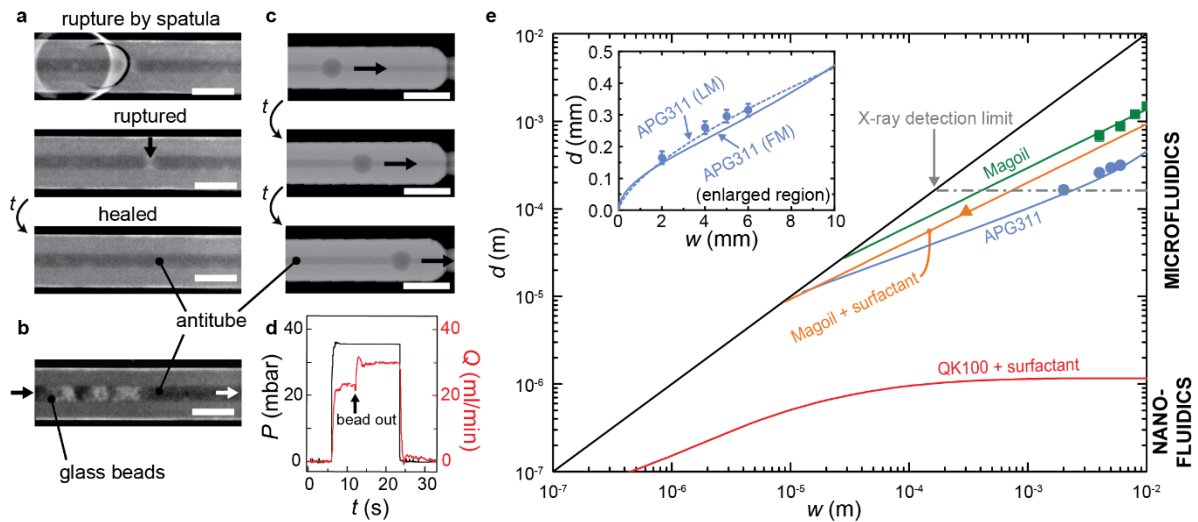 a
rupture by spatula
ruptured
t
healed
antitube
b
glass beads
c
t
t
d
P (mbar)
40
20
0
bead out
Q (ml/min)
40
20
0
0
10
20
30
t (s)
e
d (m)
10-2
10-3
10-4
10-5
10-6
10-7
10-7
10-6
10-5
10-4
10-3
10-2
w (m)
d (mm)
0.5
0.4
0.3
0.2
0.1
0.0
0
2
4
6
8
10
w (mm)
APG311 (LM)
APG311 (FM)
(enlarged region)
X-ray detection limit
Magoil
APG311
Magoil + surfactant
QK100 + surfactant
MICROFLUIDICS
NANO-
FLUIDICS